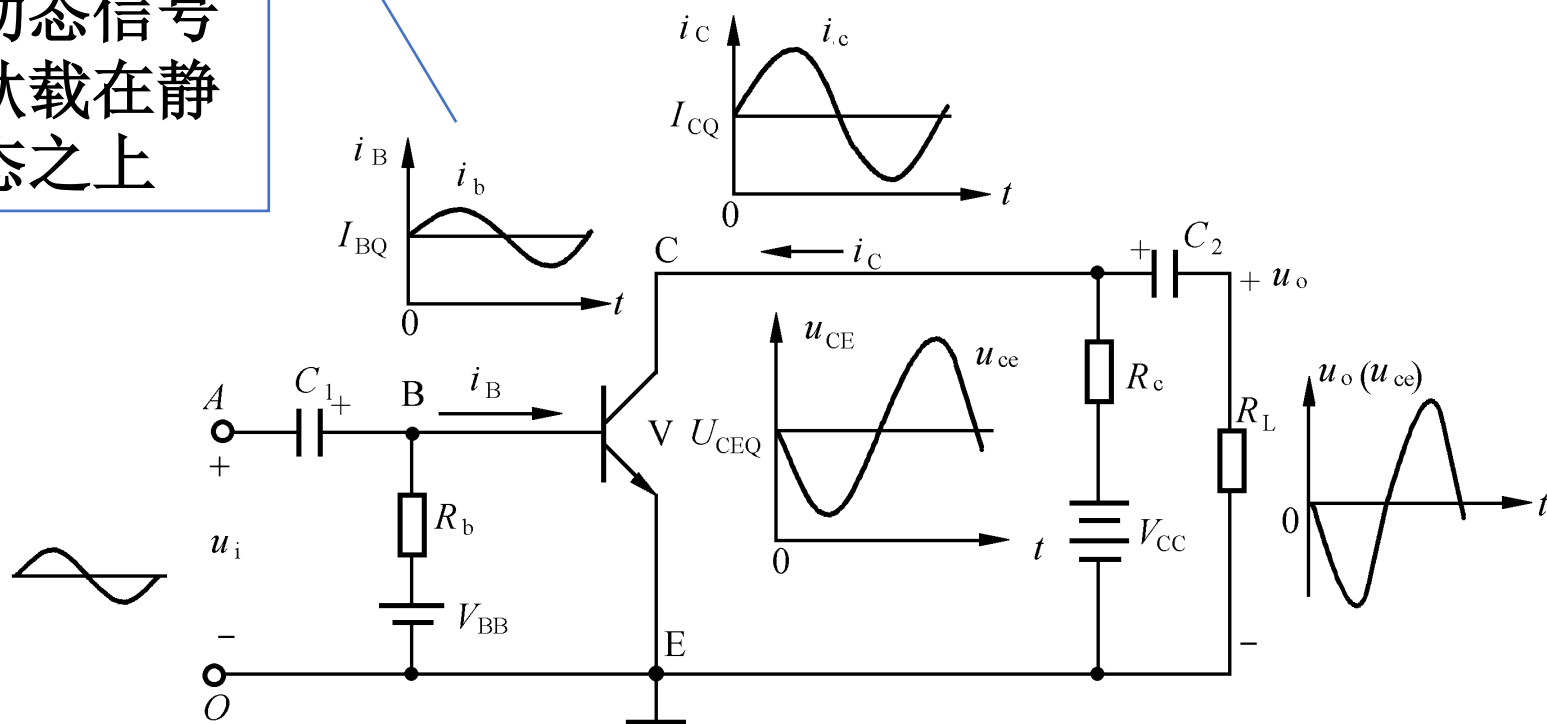 动态信号
驮载在静
态之上
i C
i c
I CQ
0
t
i B
i b
I BQ
0
t
C
i C
+
C 2
+ u o
u CE
u ce
U CEQ
0
t
R c
V CC
R L
u o (u ce)
0
t
A
C 1
+
B
i B
V
+
R b
u i
V BB
E
−
−
O